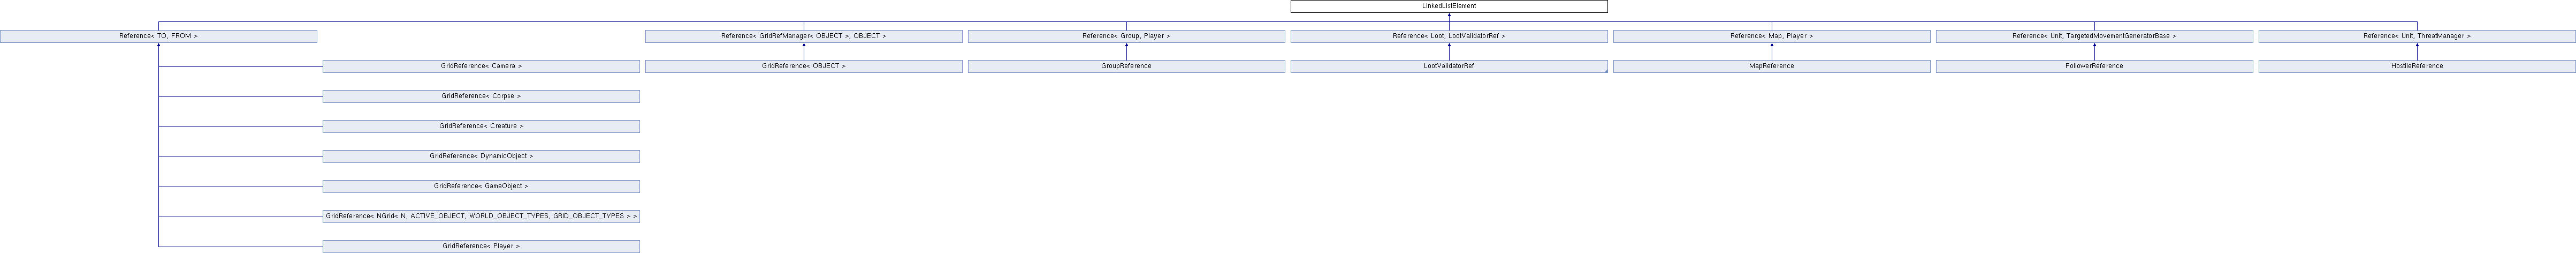 LinkedListElement
Reference< TO, FROM >
Reference< GridRefManager< OBJECT >, OBJECT >
Reference< Group, Player >
Reference< Loot, LootValidatorRef >
Reference< Map, Player >
Reference< Unit, TargetedMovementGeneratorBase >
Reference< Unit, ThreatManager >
GridReference< Camera >
GridReference< OBJECT >
GroupReference
LootValidatorRef
MapReference
FollowerReference
HostileReference
GridReference< Corpse >
GridReference< Creature >
GridReference< DynamicObject >
GridReference< GameObject >
GridReference< NGrid< N, ACTIVE_OBJECT, WORLD_OBJECT_TYPES, GRID_OBJECT_TYPES > >
GridReference< Player >